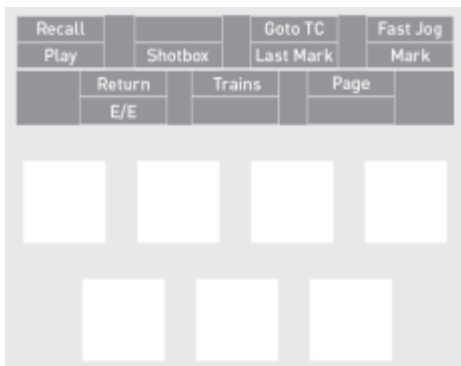 Recall Goto TC Fast Jog
Play Shotbox Last Mark Mark
Return Trains Page
E/E